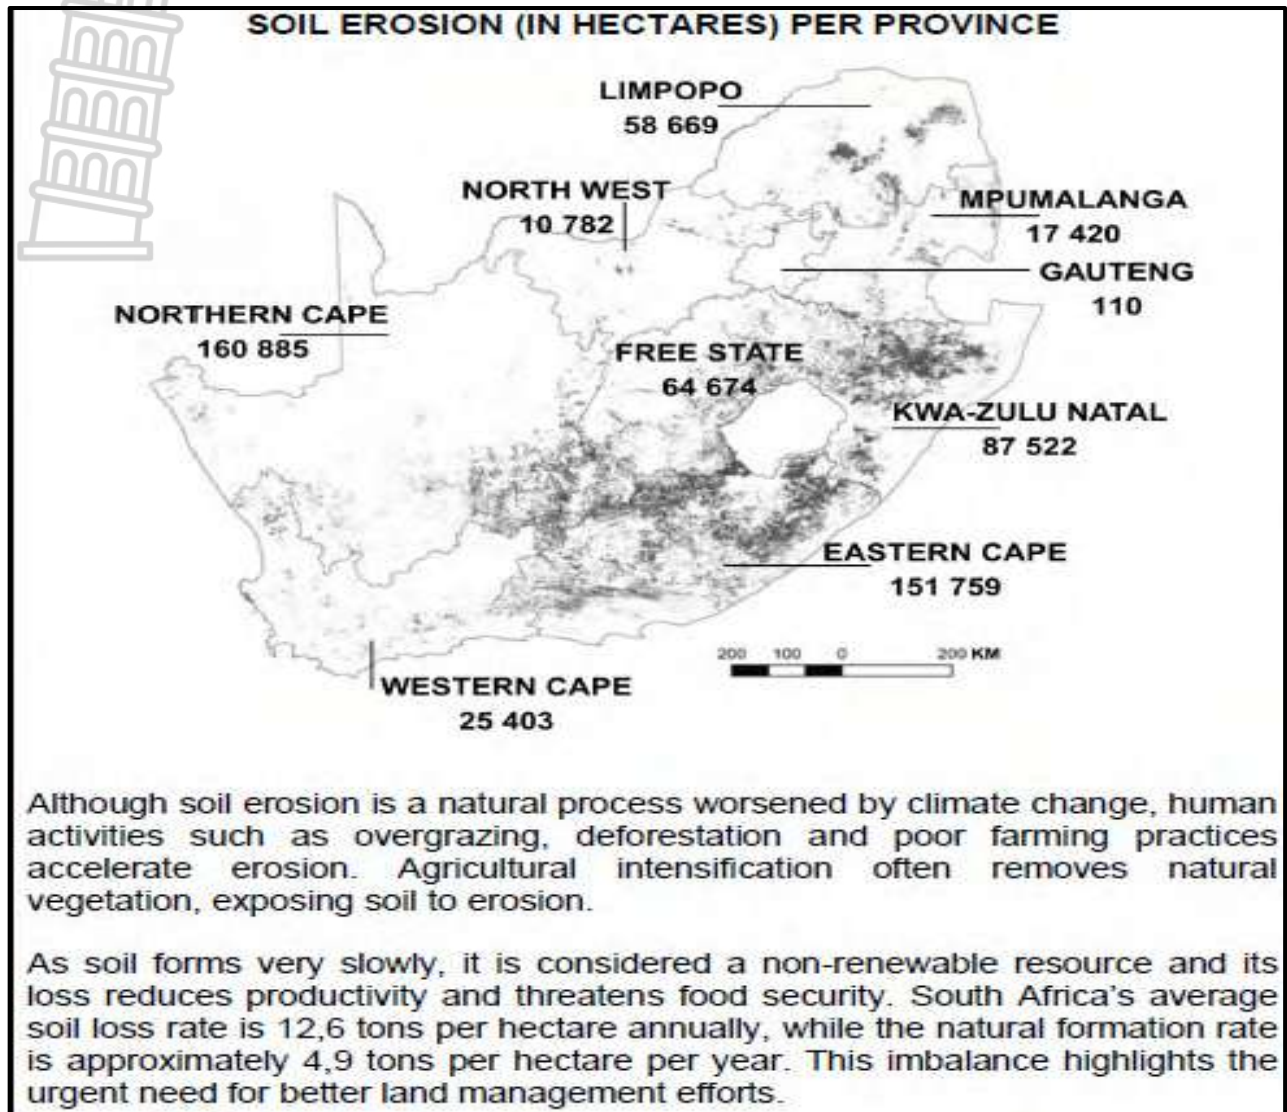 SOIL EROSION (IN HECTARES) PER PROVINCE
LIMPOPO
58 669
NORTH WEST
10 782
MPUMALANGA
17 420
GAUTENG
110
NORTHERN CAPE
160 885
FREE STATE
64 674
KWA-ZULU NATAL
87 522
EASTERN CAPE
151 759
200 100 0 200 KM
WESTERN CAPE
25 403
Although soil erosion is a natural process worsened by climate change, human
activities such as overgrazing, deforestation and poor farming practices
accelerate erosion. Agricultural intensification often removes natural
vegetation, exposing soil to erosion.
As soil forms very slowly, it is considered a non-renewable resource and its
loss reduces productivity and threatens food security. South Africa's average
soil loss rate is 12,6 tons per hectare annually, while the natural formation rate
is approximately 4,9 tons per hectare per year. This imbalance highlights the
urgent need for better land management efforts.